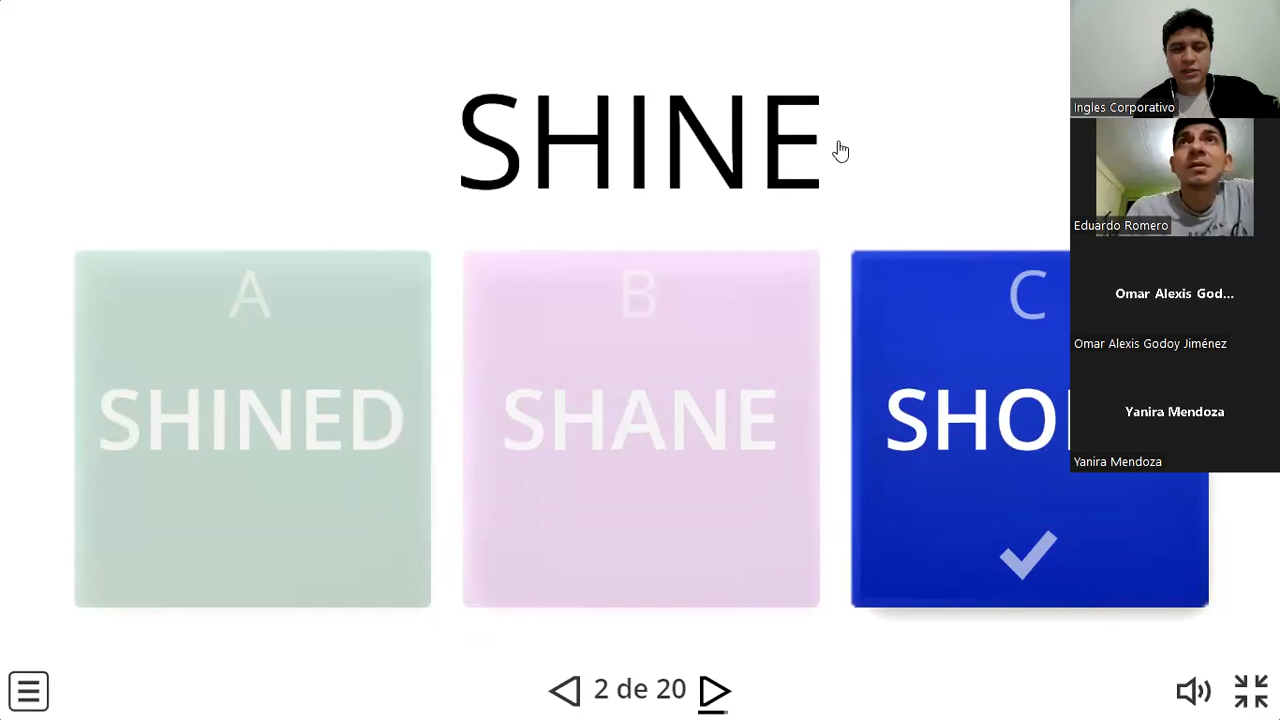 SHINE
A
SHINED
B
SHANE
C
SHO
2 de 20
Ingles Corporativo
Eduardo Romero
Omar Alexis God...
Omar Alexis Godoy Jiménez
Yanira Mendoza
Yanira Mendoza